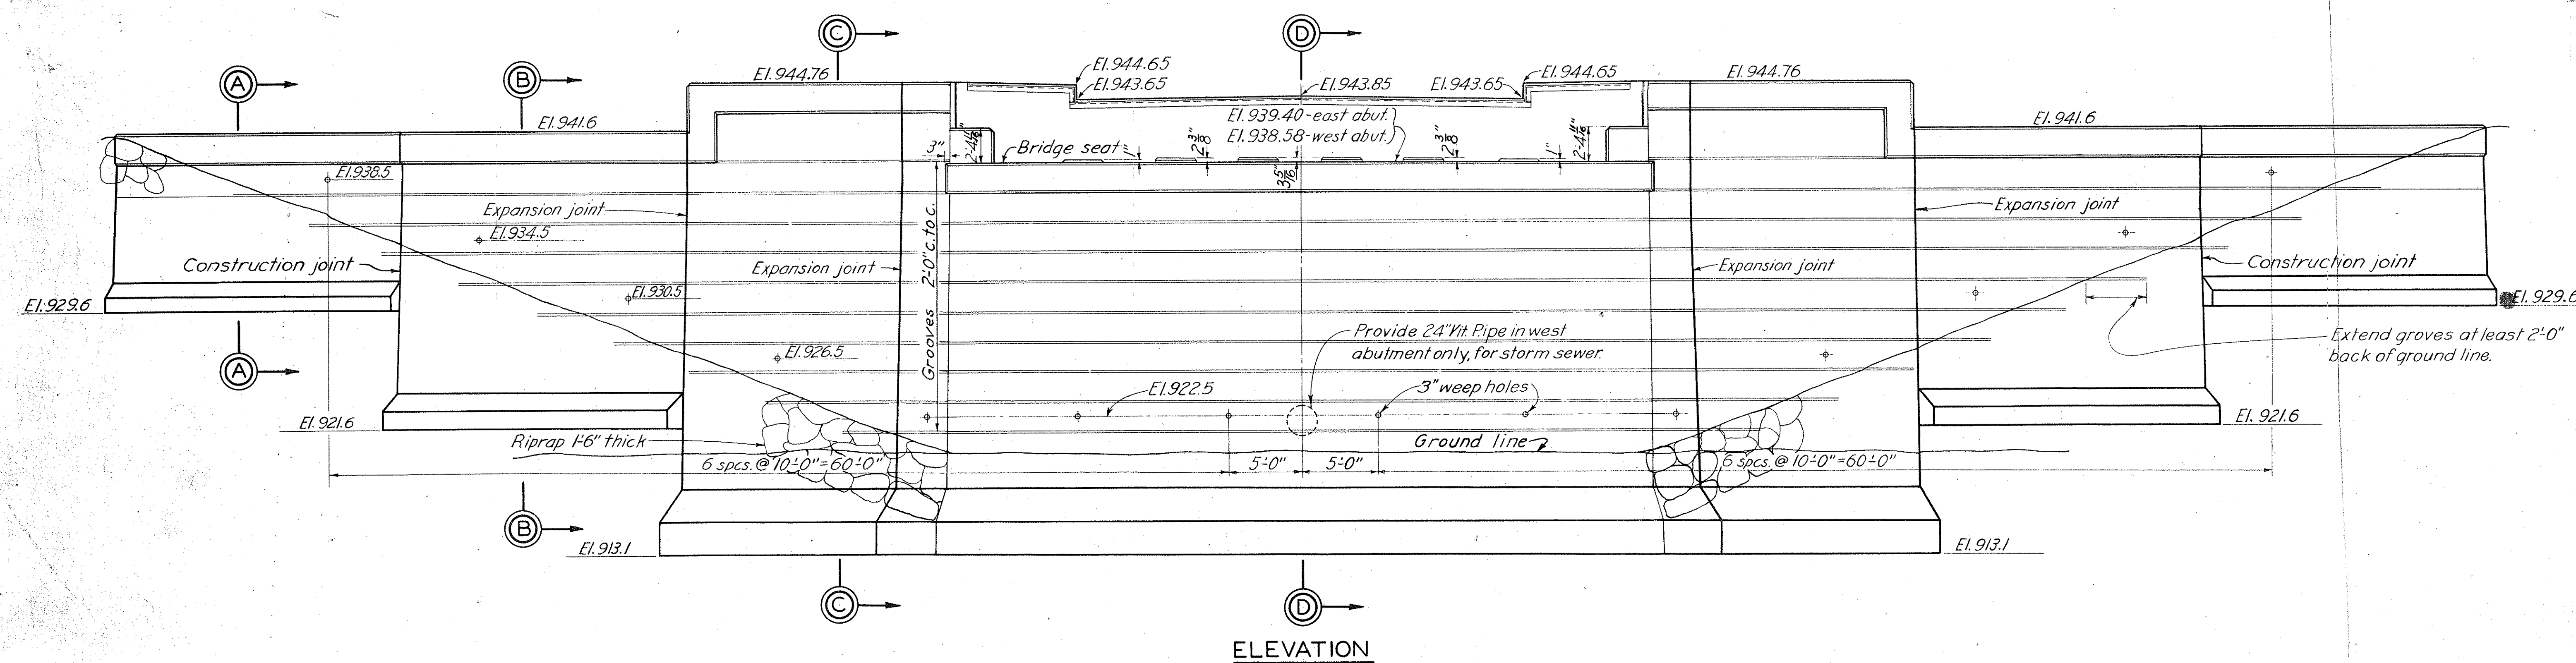 C
D
A
B
El. 944.76
El. 944.65
El. 943.65
El. 943.85
El. 943.65
El. 944.65
El. 944.76
El. 941.6
El. 941.6
El. 939.40-east abut.
El. 938.58-west abut.
3"
2'-4 11/16"
Bridge seat
1"
2 3/8"
3 5/16"
2 3/8"
1"
2'-4 11/16"
El. 938.5
Expansion joint
Expansion joint
El. 934.5
Construction joint
Expansion joint
Grooves 2'-0" c. to c.
Expansion joint
Construction joint
El. 929.6
El. 930.5
El. 929.6
Provide 24" Vit. Pipe in west
abutment only, for storm sewer.
Extend groves at least 2'-0"
back of ground line.
El. 926.5
A
El. 922.5
3" weep holes
El. 921.6
El. 921.6
Riprap 1'-6" thick
Ground line
6 spcs. @ 10'-0" = 60'-0"
5'-0"
5'-0"
6 spcs. @ 10'-0" = 60'-0"
B
El. 913.1
El. 913.1
C
D
ELEVATION